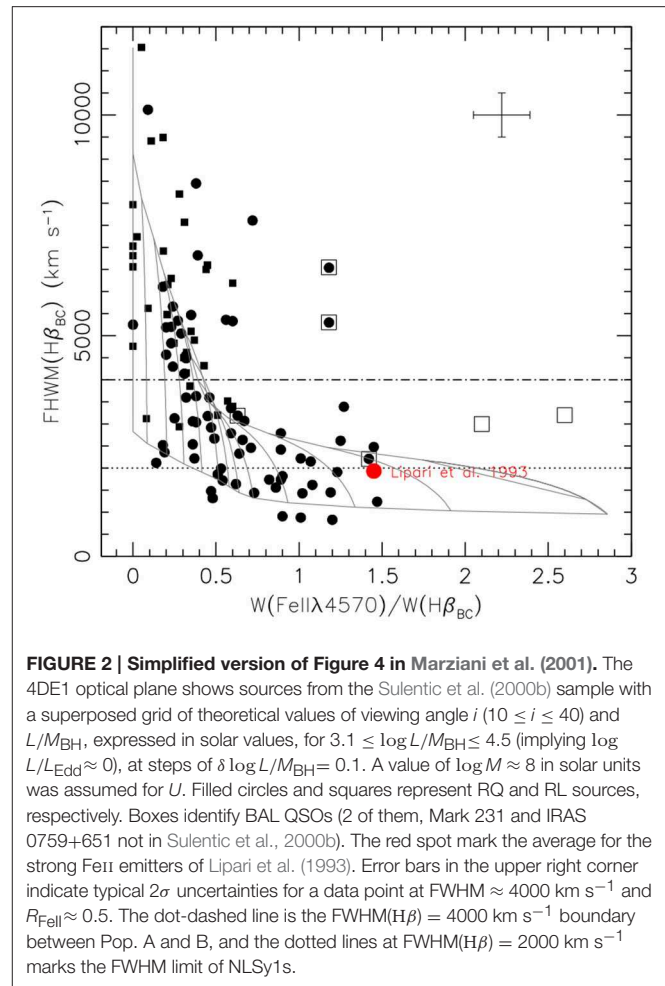 10000
5000
0
FHWM(Hβ_BC) (km s⁻¹)
Lipari et al. 1993
0 0.5 1 1.5 2 2.5 3
W(FeIIλ4570)/W(Hβ_BC)
FIGURE 2 | Simplified version of Figure 4 in Marziani et al. (2001). The
4DE1 optical plane shows sources from the Sulentic et al. (2000b) sample with
a superposed grid of theoretical values of viewing angle i (10 ≤ i ≤ 40) and
L/M_BH, expressed in solar values, for 3.1 ≤ log L/M_BH ≤ 4.5 (implying log
L/L_Edd ≈ 0), at steps of δ log L/M_BH = 0.1. A value of log M ≈ 8 in solar units
was assumed for U. Filled circles and squares represent RQ and RL sources,
respectively. Boxes identify BAL QSOs (2 of them, Mark 231 and IRAS
0759+651 not in Sulentic et al., 2000b). The red spot mark the average for the
strong FeII emitters of Lipari et al. (1993). Error bars in the upper right corner
indicate typical 2σ uncertainties for a data point at FWHM ≈ 4000 km s⁻¹ and
R_FeII ≈ 0.5. The dot-dashed line is the FWHM(Hβ) = 4000 km s⁻¹ boundary
between Pop. A and B, and the dotted lines at FWHM(Hβ) = 2000 km s⁻¹
marks the FWHM limit of NLSy1s.